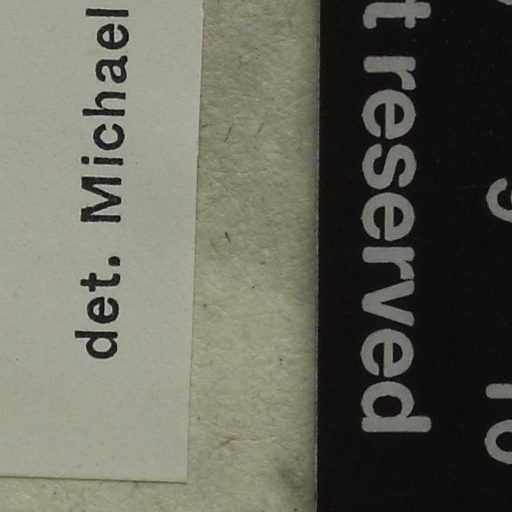 det. Michael
t reserved